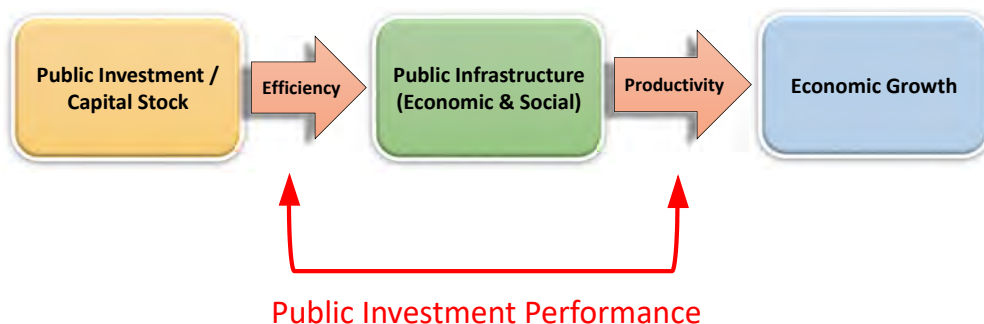 Public Investment /
Capital Stock
Efficiency
Public Infrastructure
(Economic & Social)
Productivity
Economic Growth
Public Investment Performance